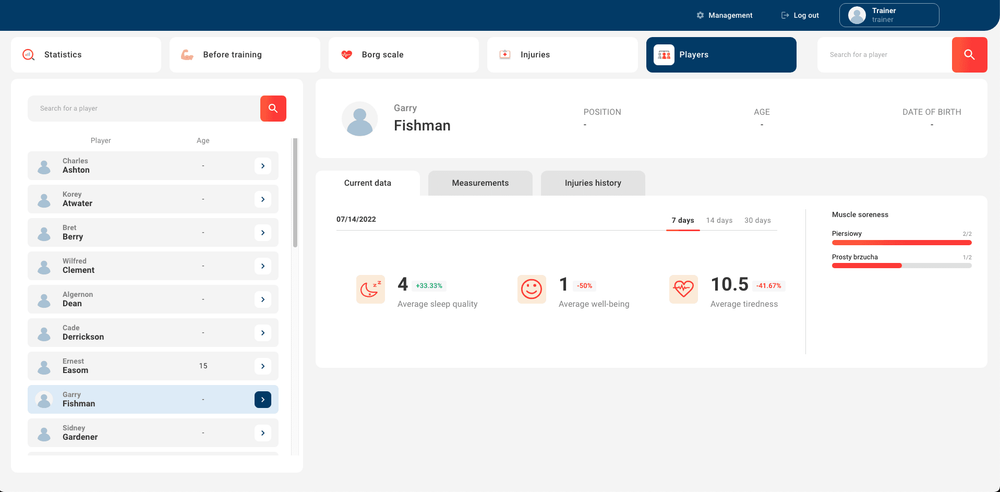 Management
Log out
Trainer
trainer
Statistics
Before training
Borg scale
Injuries
Players
Search for a player
Search for a player
Player Age
Charles
Ashton
-
Korey
Atwater
-
Bret
Berry
-
Wilfred
Clement
-
Algernon
Dean
-
Cade
Derrickson
-
Ernest
Easom
15
Garry
Fishman
-
Sidney
Gardener
-
Garry
Fishman
POSITION
-
AGE
-
DATE OF BIRTH
-
Current data
Measurements
Injuries history
07/14/2022
7 days 14 days 30 days
4 +33.33%
Average sleep quality
1 -50%
Average well-being
10.5 -41.67%
Average tiredness
Muscle soreness
Piersiowy 2/2
Prosty brzucha 1/2